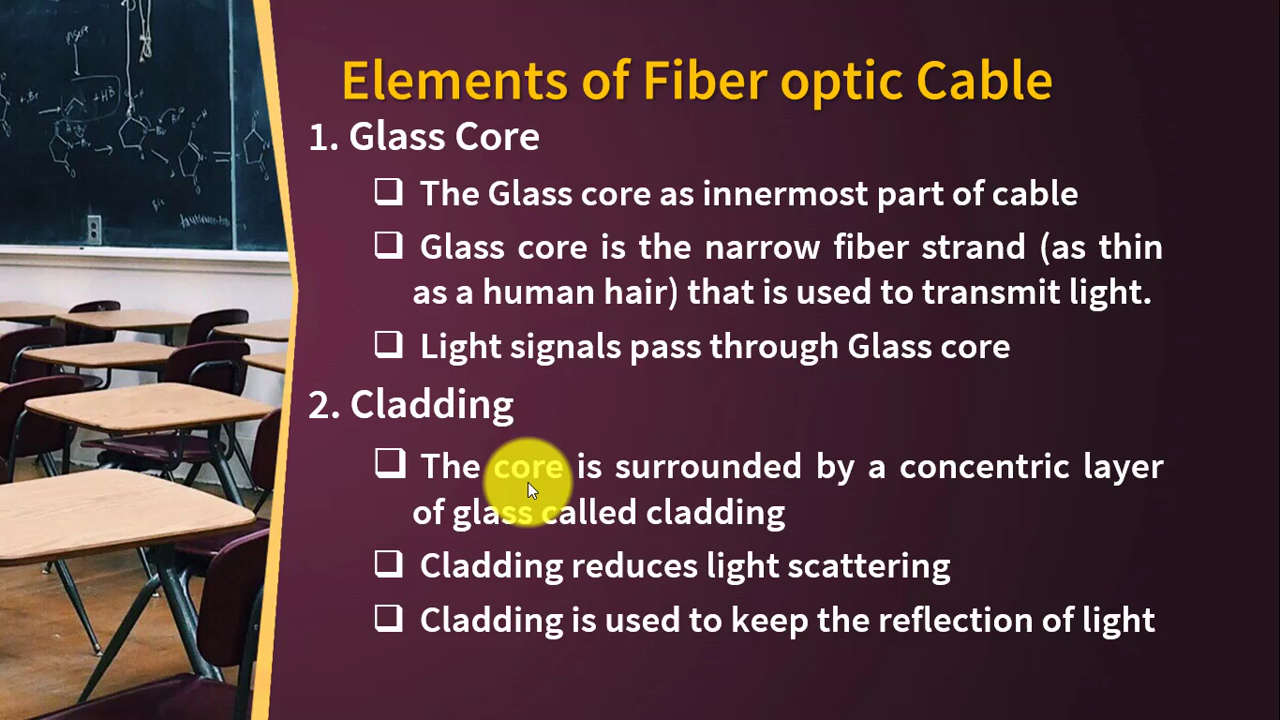 Elements of Fiber optic Cable
1. Glass Core
❑ The Glass core as innermost part of cable
❑ Glass core is the narrow fiber strand (as thin
as a human hair) that is used to transmit light.
❑ Light signals pass through Glass core
2. Cladding
❑ The core is surrounded by a concentric layer
of glass called cladding
❑ Cladding reduces light scattering
❑ Cladding is used to keep the reflection of light